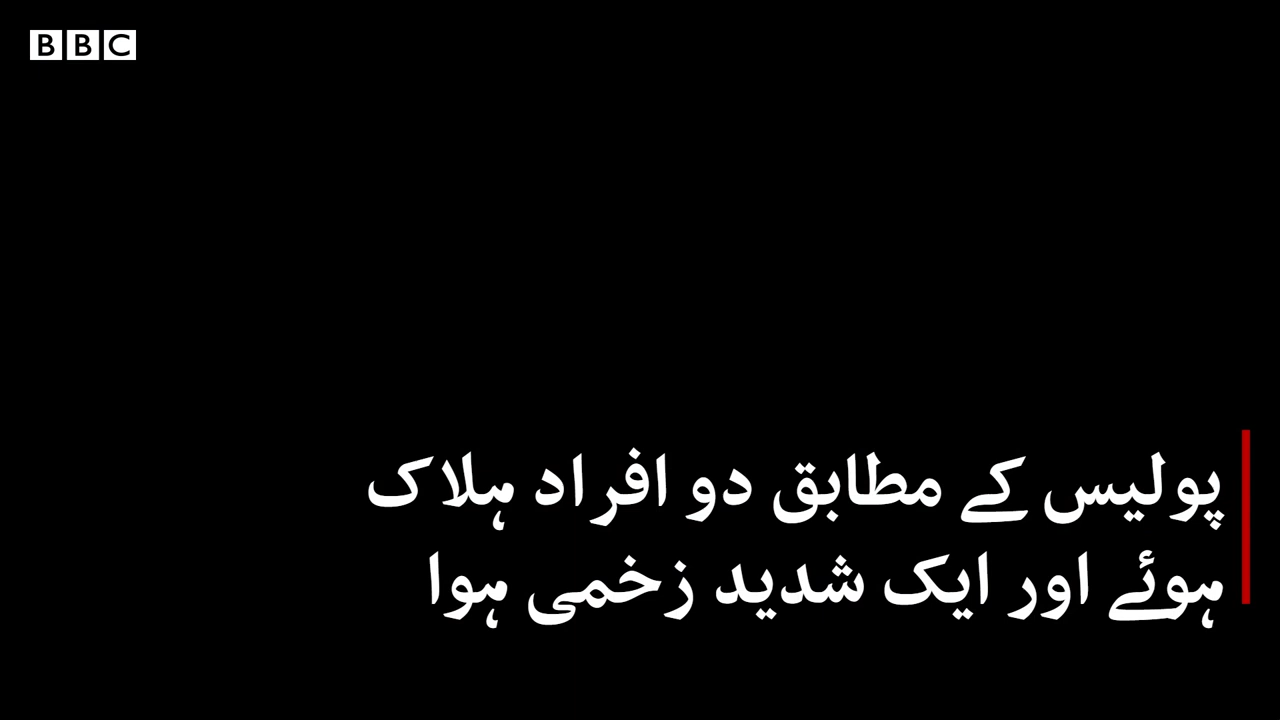 BBC
پولیس کے مطابق دو افراد ہلاک
ہوئے اور ایک شدید زخمی ہوا